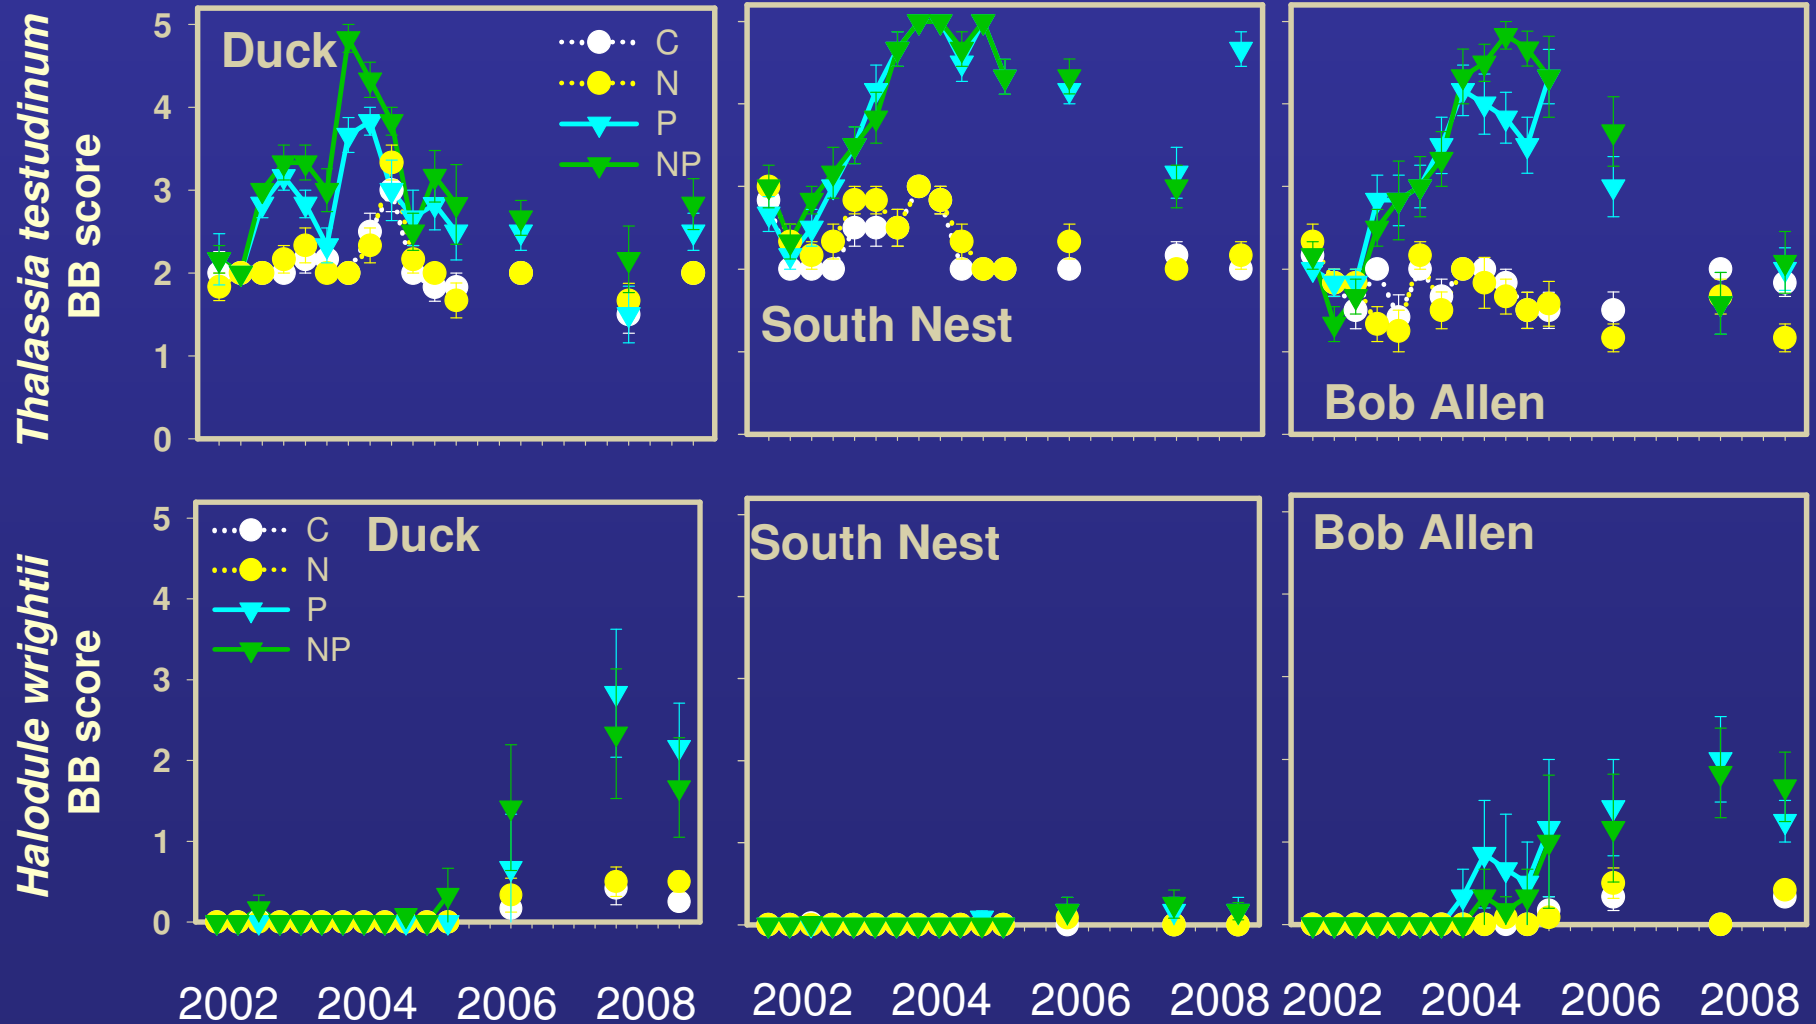 Thalassia testudinum
BB score
5
4
3
2
1
0
Duck
C
N
P
NP
South Nest
Bob Allen
Halodule wrightii
BB score
5
4
3
2
1
0
C
N
P
NP
Duck
South Nest
Bob Allen
2002 2004 2006 2008
2002 2004 2006 2008
2002 2004 2006 2008